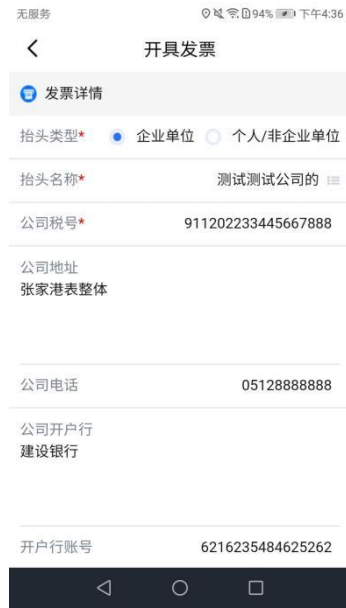 无服务 94% 下午4:36
开具发票
发票详情
抬头类型* 企业单位 个人/非企业单位
抬头名称* 测试测试公司的
公司税号* 911202233445667888
公司地址
张家港表整体
公司电话 05128888888
公司开户行
建设银行
开户行账号 6216235484625262